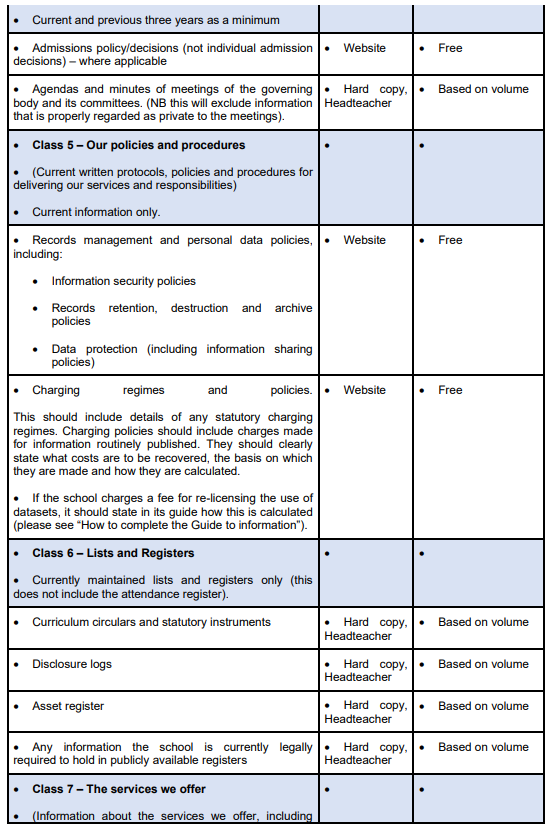 • Current and previous three years as a minimum
• Admissions policy/decisions (not individual admission • Website • Free
decisions) – where applicable
• Agendas and minutes of meetings of the governing • Hard copy, • Based on volume
body and its committees. (NB this will exclude information Headteacher
that is properly regarded as private to the meetings).
• Class 5 – Our policies and procedures • •
• (Current written protocols, policies and procedures for
delivering our services and responsibilities)
• Current information only.
• Records management and personal data policies, • Website • Free
including:
• Information security policies
• Records retention, destruction and archive
policies
• Data protection (including information sharing
policies)
• Charging regimes and policies. • Website • Free
This should include details of any statutory charging
regimes. Charging policies should include charges made
for information routinely published. They should clearly
state what costs are to be recovered, the basis on which
they are made and how they are calculated.
• If the school charges a fee for re-licensing the use of
datasets, it should state in its guide how this is calculated
(please see “How to complete the Guide to information”).
• Class 6 – Lists and Registers • •
• Currently maintained lists and registers only (this
does not include the attendance register).
• Curriculum circulars and statutory instruments • Hard copy, • Based on volume
Headteacher
• Disclosure logs • Hard copy, • Based on volume
Headteacher
• Asset register • Hard copy, • Based on volume
Headteacher
• Any information the school is currently legally • Hard copy, • Based on volume
required to hold in publicly available registers Headteacher
• Class 7 – The services we offer • •
• (Information about the services we offer, including